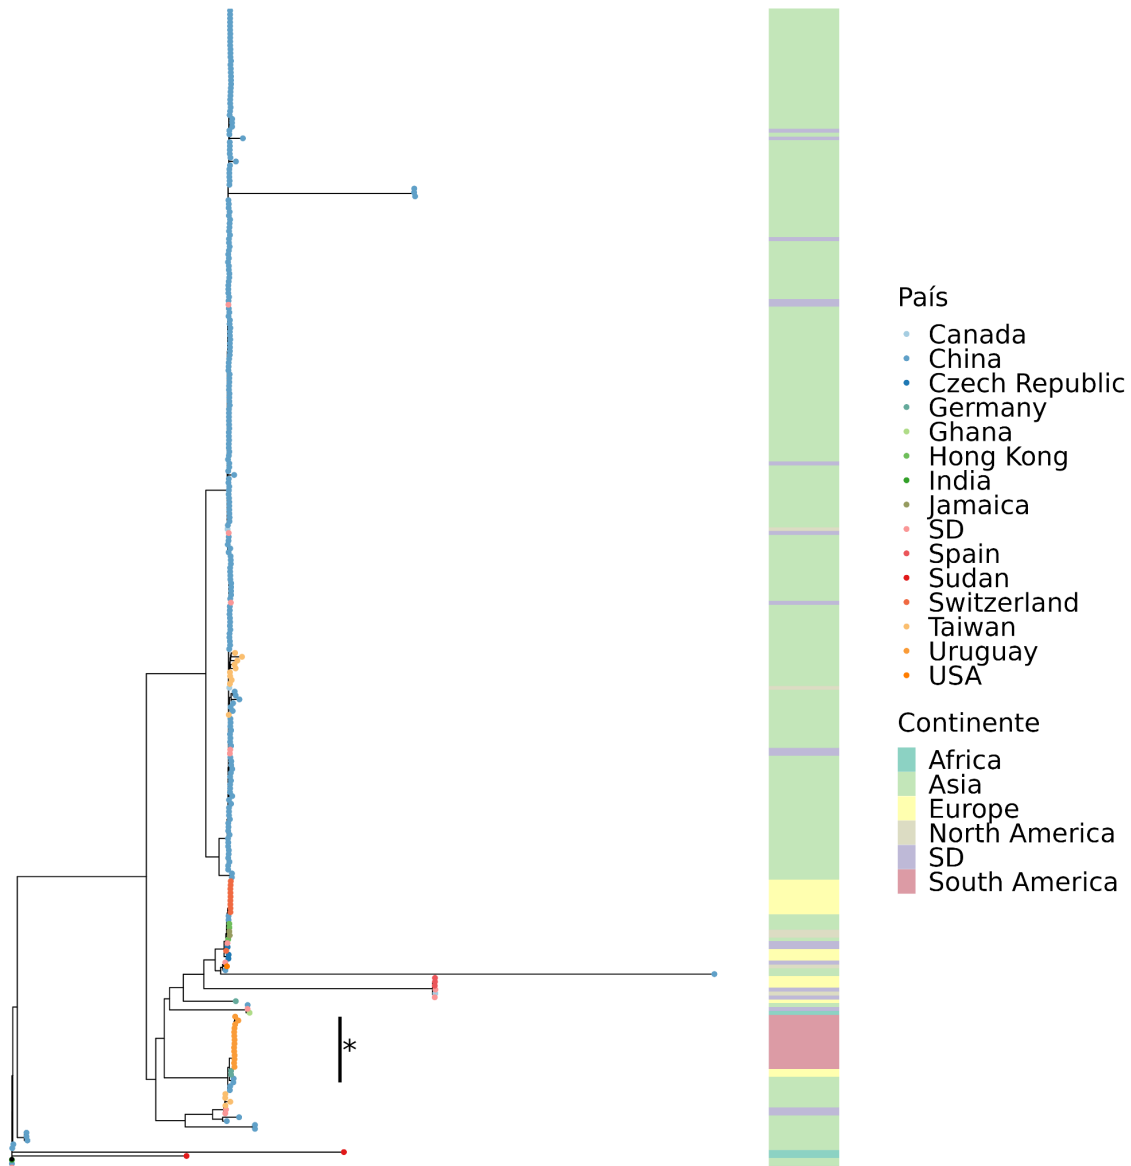 País
Canada
China
Czech Republic
Germany
Ghana
Hong Kong
India
Jamaica
SD
Spain
Sudan
Switzerland
Taiwan
Uruguay
USA
Continente
Africa
Asia
Europe
North America
SD
South America
*